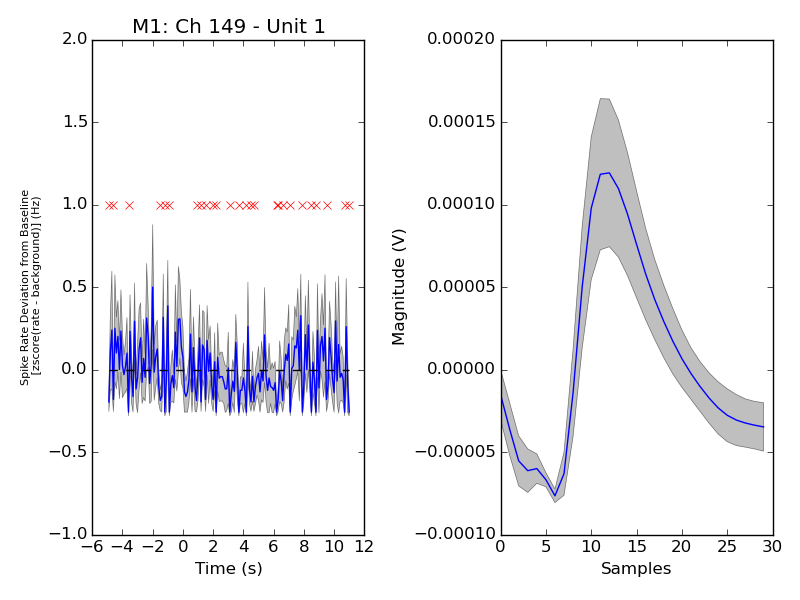 M1: Ch 149 - Unit 1
2.0
1.5
1.0
0.5
0.0
−0.5
−1.0
−6 −4 −2 0 2 4 6 8 10 12
Time (s)
Spike Rate Deviation from Baseline
[zscore(rate - background)] (Hz)
0.00020
0.00015
0.00010
0.00005
0.00000
−0.00005
−0.00010
0 5 10 15 20 25 30
Samples
Magnitude (V)